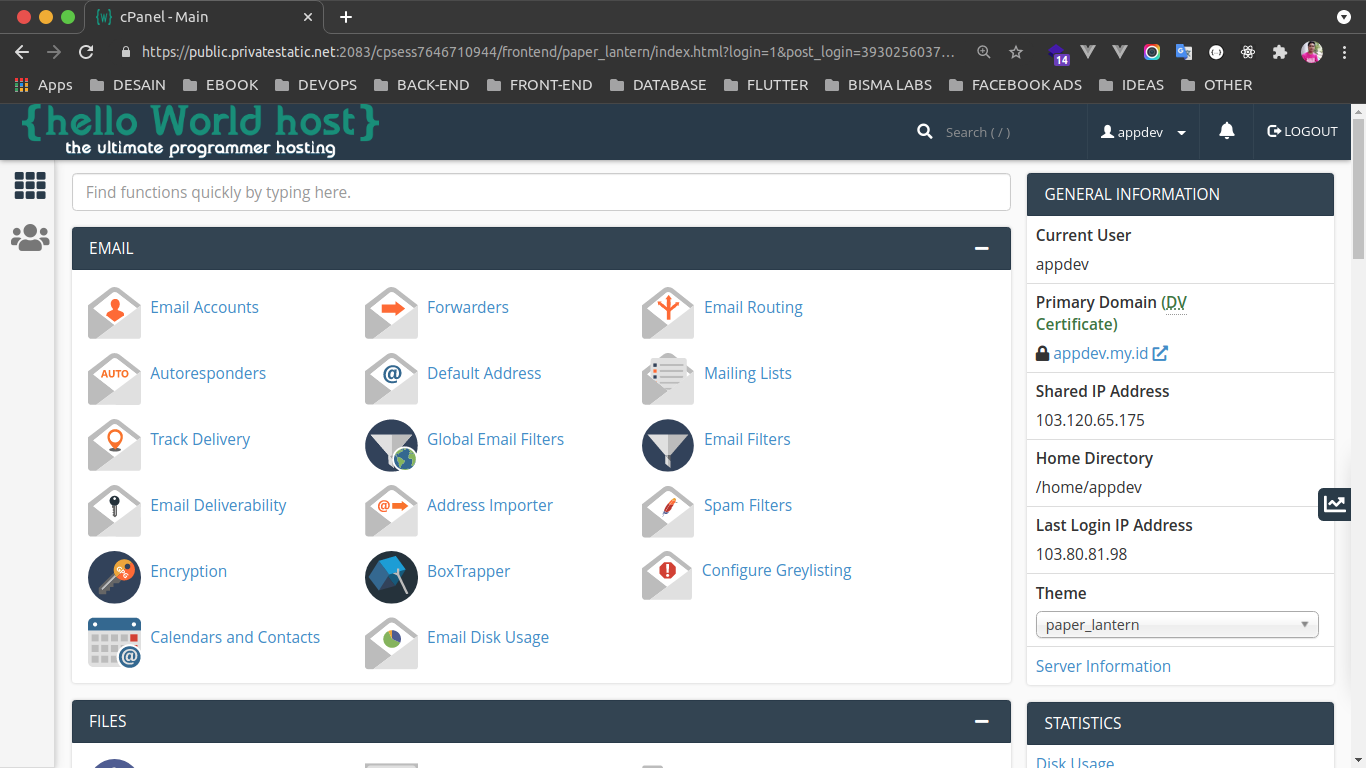 cPanel - Main
https://public.privatestatic.net:2083/cpsess7646710944/frontend/paper_lantern/index.html?login=1&post_login=3930256037...
14
Apps DESAIN EBOOK DEVOPS BACK-END FRONT-END DATABASE FLUTTER BISMA LABS FACEBOOK ADS IDEAS OTHER
{hello World host}
the ultimate programmer hosting
Search ( / )
appdev
LOGOUT
Find functions quickly by typing here.
EMAIL
Email Accounts
Forwarders
Email Routing
AUTO
Autoresponders
@
Default Address
Mailing Lists
Track Delivery
Global Email Filters
Email Filters
Email Deliverability
@
Address Importer
Spam Filters
GPG
Encryption
BoxTrapper
Configure Greylisting
@
Calendars and Contacts
Email Disk Usage
FILES
GENERAL INFORMATION
Current User
appdev
Primary Domain (DV
Certificate)
appdev.my.id
Shared IP Address
103.120.65.175
Home Directory
/home/appdev
Last Login IP Address
103.80.81.98
Theme
paper_lantern
Server Information
STATISTICS
Disk Usage